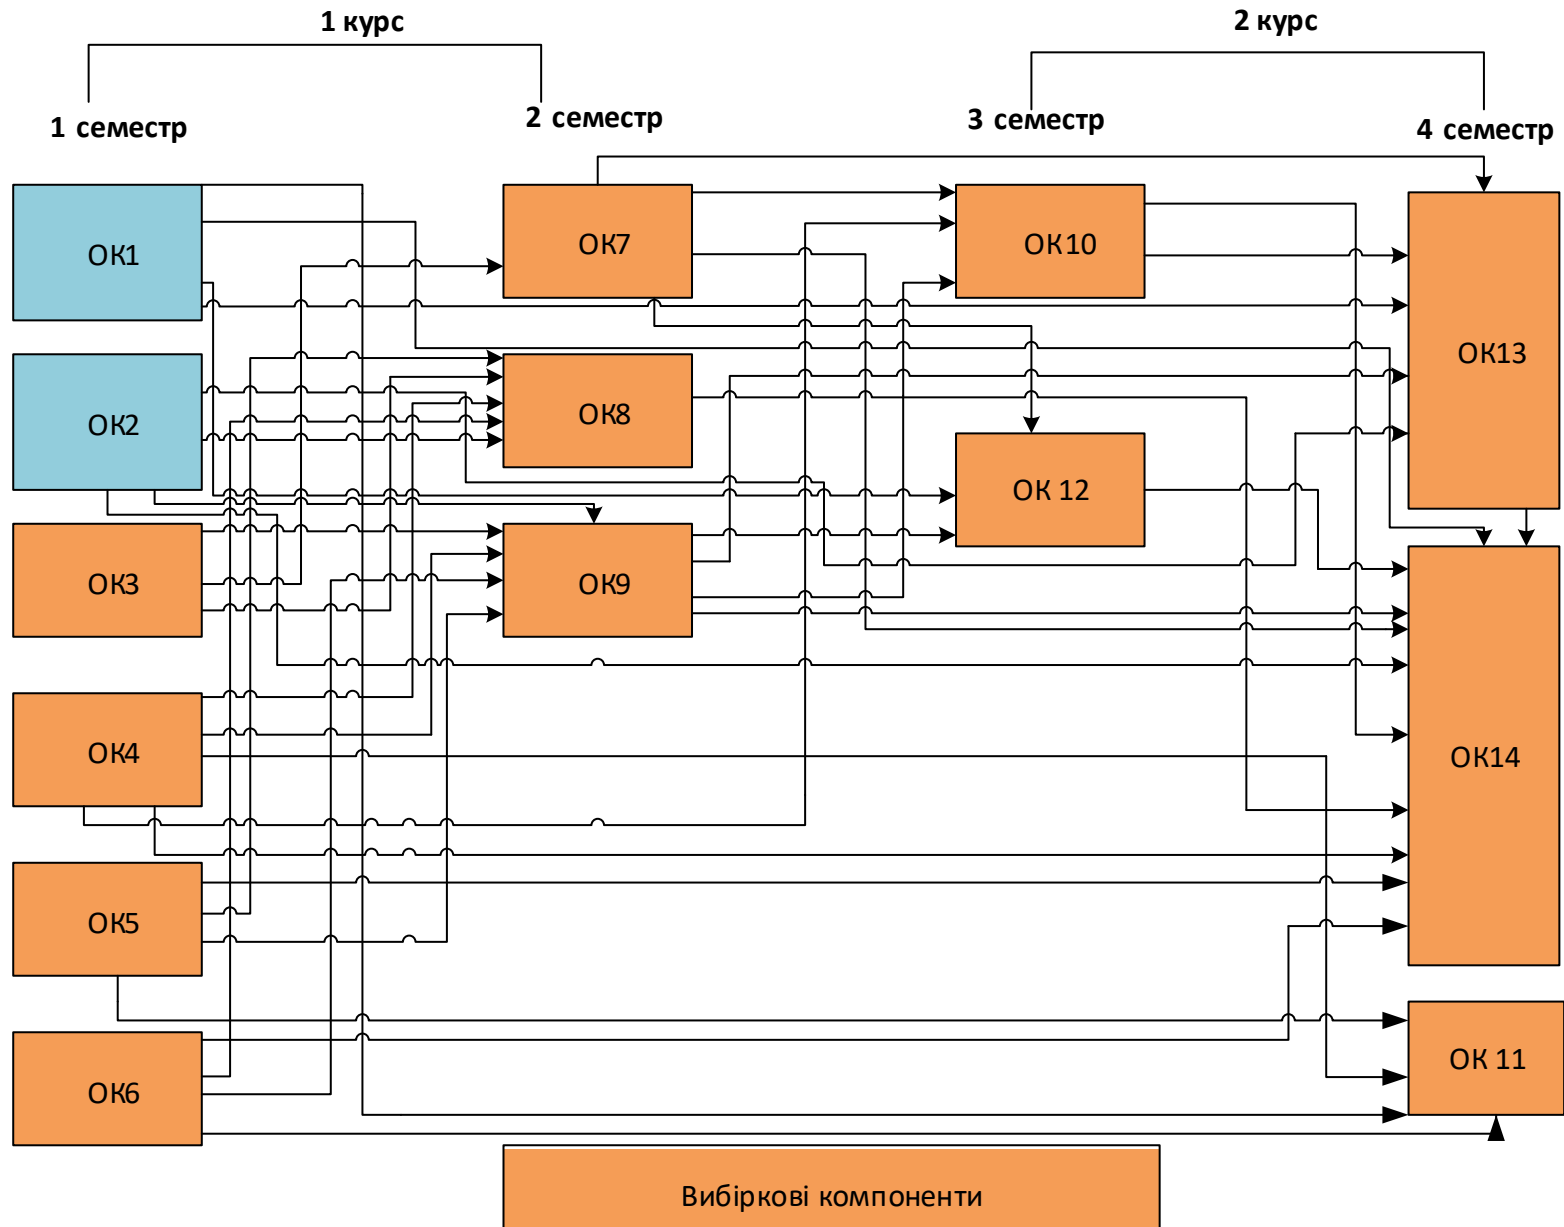 1 курс
2 курс
1 семестр
2 семестр
3 семестр
4 семестр
ОК1
ОК7
ОК10
ОК13
ОК2
ОК8
ОК 12
ОК3
ОК9
ОК4
ОК14
ОК5
ОК 11
ОК6
Вибіркові компоненти